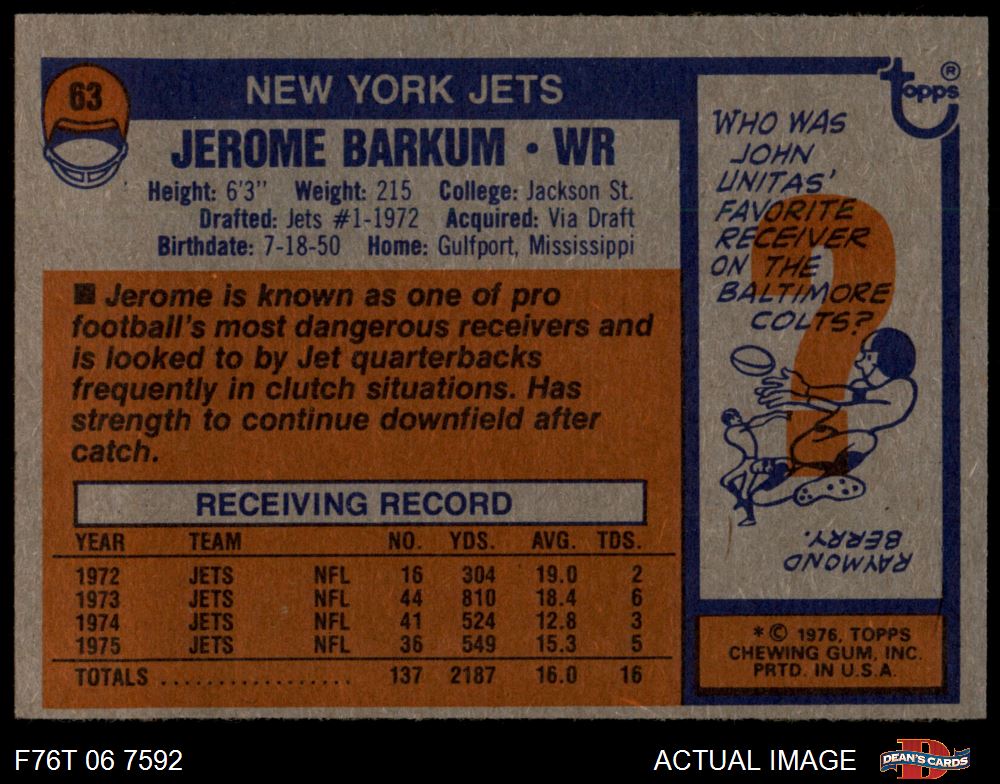 63
NEW YORK JETS
JEROME BARKUM • WR
Height: 6'3" Weight: 215 College: Jackson St.
Drafted: Jets #1-1972 Acquired: Via Draft
Birthdate: 7-18-50 Home: Gulfport, Mississippi
■ Jerome is known as one of pro
football's most dangerous receivers and
is looked to by Jet quarterbacks
frequently in clutch situations. Has
strength to continue downfield after
catch.
RECEIVING RECORD
YEAR TEAM NO. YDS. AVG. TDS.
1972 JETS NFL 16 304 19.0 2
1973 JETS NFL 44 810 18.4 6
1974 JETS NFL 41 524 12.8 3
1975 JETS NFL 36 549 15.3 5
TOTALS .................. 137 2187 16.0 16
topps ®
WHO WAS
JOHN
UNITAS'
FAVORITE
RECEIVER
ON THE
BALTIMORE
COLTS?
?
RAYMOND
BERRY.
* © 1976, TOPPS
CHEWING GUM, INC.
PRTD. IN U.S.A.
F76T 06 7592
ACTUAL IMAGE
D
DEAN'S CARDS